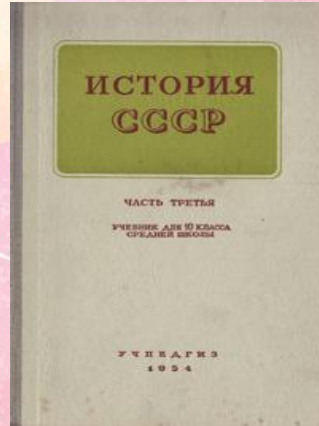 ИСТОРИЯ
СССР
ЧАСТЬ ТРЕТЬЯ
УЧЕБНИК ДЛЯ 10 КЛАССА
СРЕДНЕЙ ШКОЛЫ
УЧПЕДГИЗ
1954